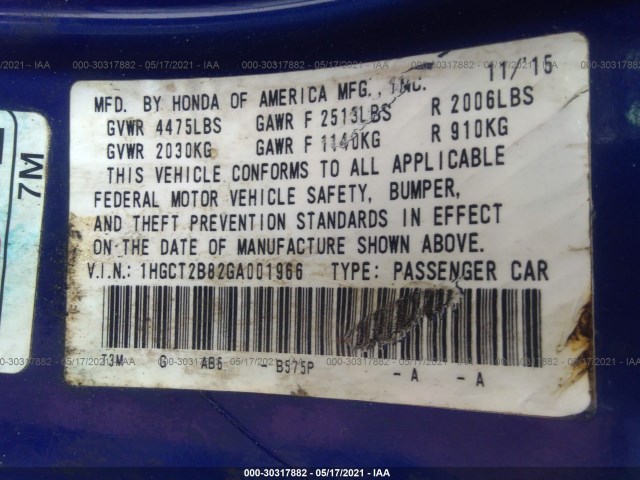 000-30317882 - 05/17/2021 - IAA
11/'15
MFD. BY HONDA OF AMERICA MFG., INC.
GVWR 4475LBS GAWR F 2513LBS R 2006LBS
GVWR 2030KG GAWR F 1140KG R 910KG
THIS VEHICLE CONFORMS TO ALL APPLICABLE
FEDERAL MOTOR VEHICLE SAFETY, BUMPER,
AND THEFT PREVENTION STANDARDS IN EFFECT
ON THE DATE OF MANUFACTURE SHOWN ABOVE.
V.I.N.: 1HGCT2B82GA001966 TYPE: PASSENGER CAR
T3M G AB6 - B575P - A - A
7M
000-30317882 - 05/17/2021 - IAA